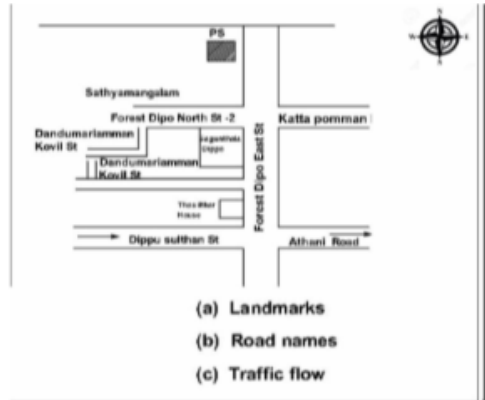 PS
Sathyamangalam
Forest Dipo North St -2
Katta pomman
Dandumariamman
Kovil St
Dandumariamman
Kovil St
Forest Dipo East St
House
Dippu sulthan St
Athani Road
(a) Landmarks
(b) Road names
(c) Traffic flow